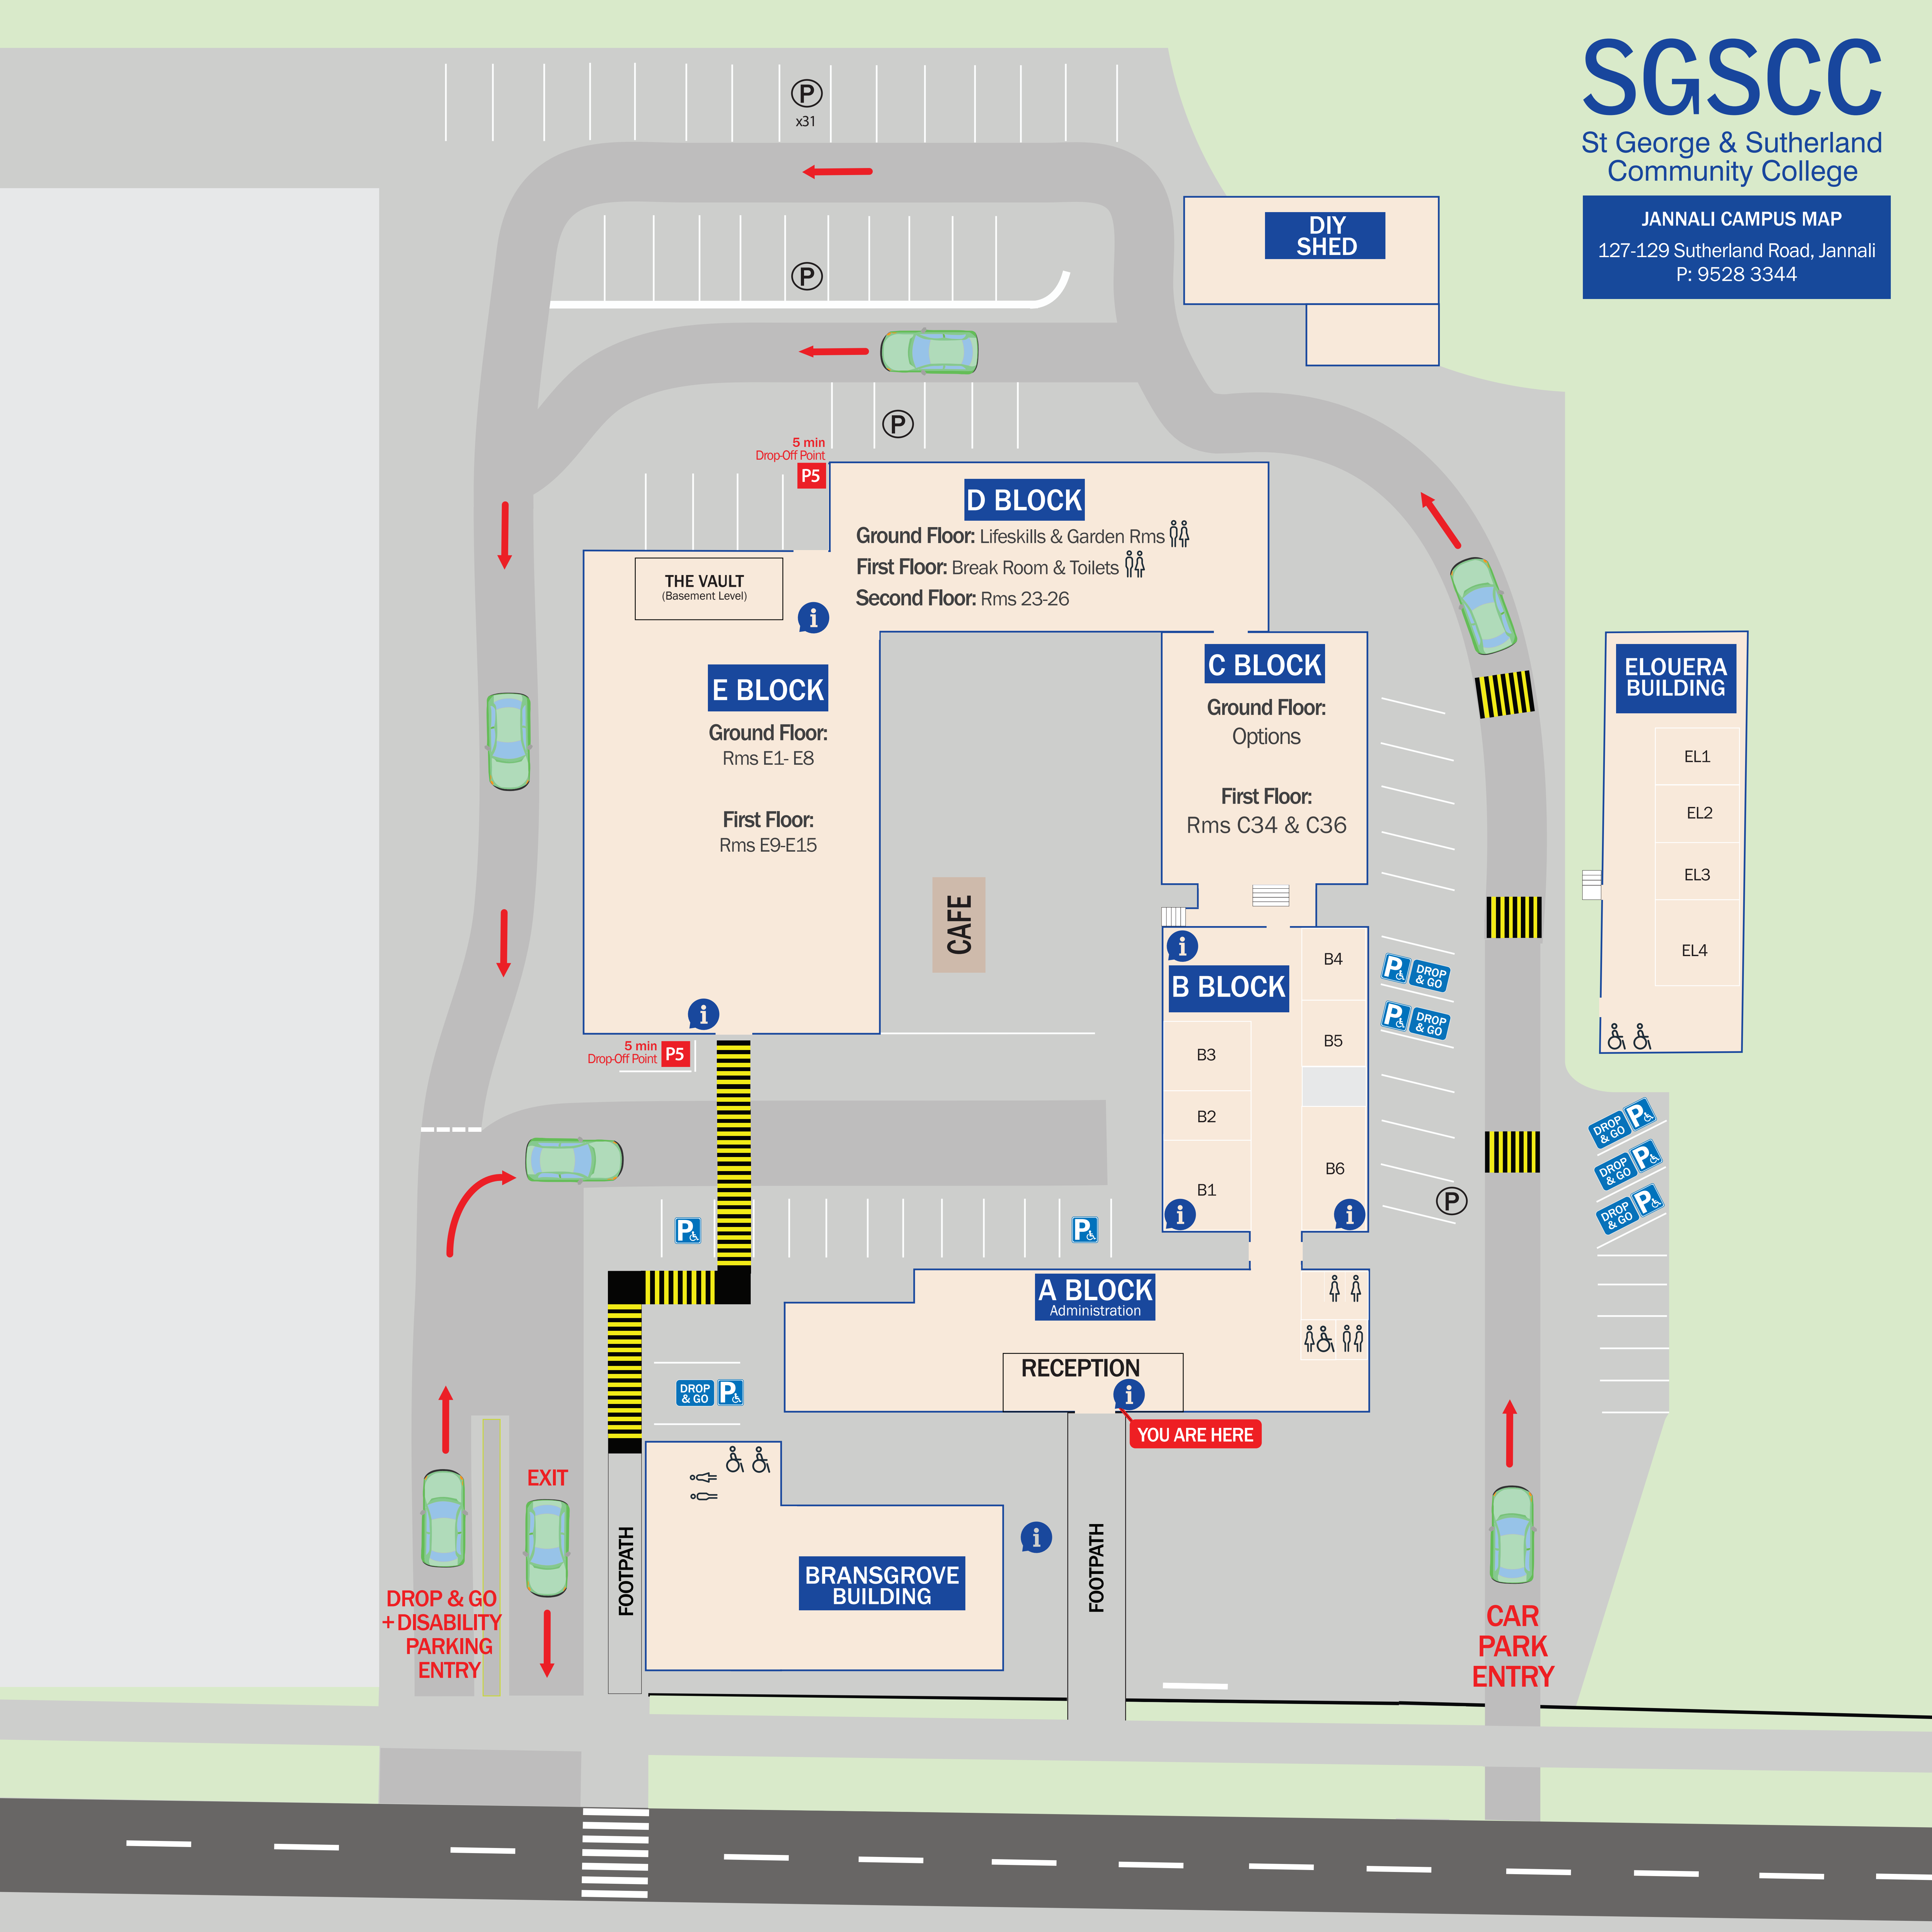 SGSCC
St George & Sutherland
Community College
JANNALI CAMPUS MAP
127-129 Sutherland Road, Jannali
P: 9528 3344
P
x31
P
P
DIY
SHED
5 min
Drop-Off Point
P5
D BLOCK
Ground Floor: Lifeskills & Garden Rms
First Floor: Break Room & Toilets
Second Floor: Rms 23-26
THE VAULT
(Basement Level)
i
E BLOCK
Ground Floor:
Rms E1- E8
First Floor:
Rms E9-E15
i
5 min
Drop-Off Point
P5
CAFE
C BLOCK
Ground Floor:
Options
First Floor:
Rms C34 & C36
ELOUERA
BUILDING
EL1
EL2
EL3
EL4
i
B BLOCK
B4
B3
B5
B2
B1
B6
i
i
P
DROP
& GO
P
DROP
& GO
P
DROP
& GO
P
DROP
& GO
P
DROP
& GO
P
P
P
A BLOCK
Administration
RECEPTION
i
YOU ARE HERE
DROP
& GO
P
EXIT
FOOTPATH
BRANSGROVE
BUILDING
i
FOOTPATH
DROP & GO
+DISABILITY
PARKING
ENTRY
CAR
PARK
ENTRY